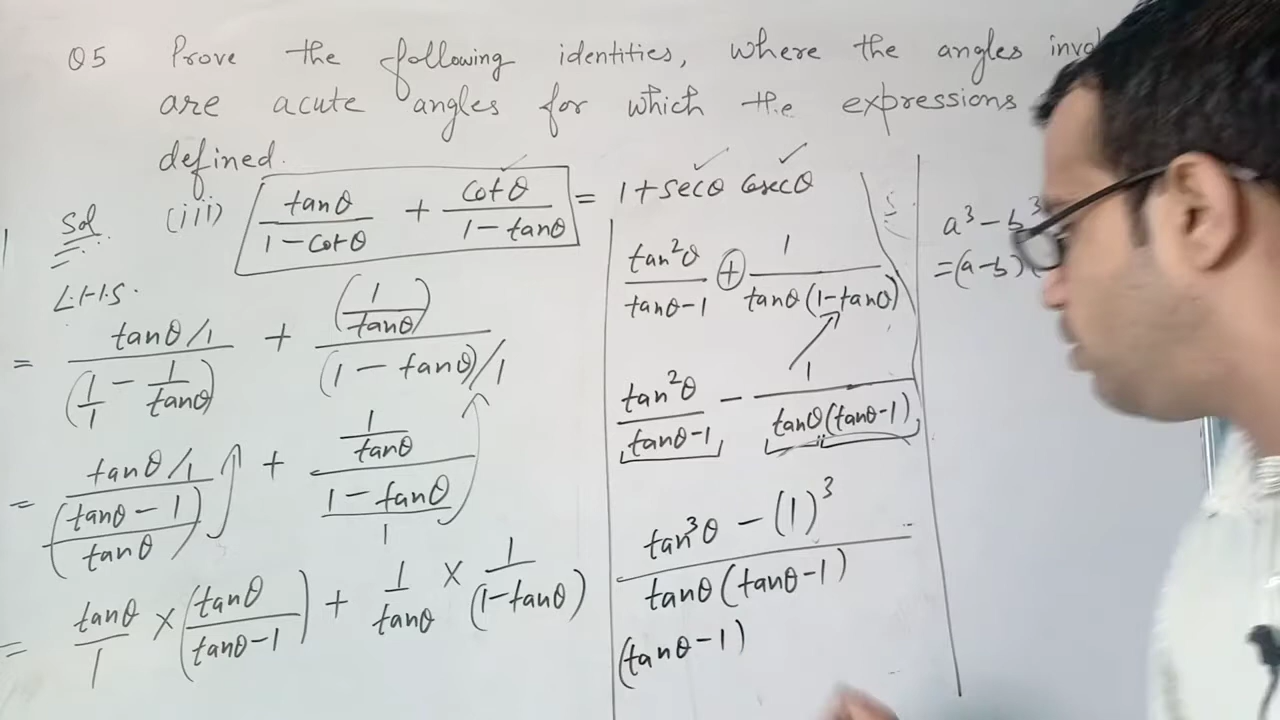 Q5 Prove the following identities, where the angles
are acute angles for which the expressions
defined.
Sol (iii) tanθ/(1-cotθ) + cotθ/(1-tanθ) = 1+secθ cosecθ
L.H.S.
= (tanθ/1)/(1/1 - 1/tanθ) + (1/tanθ)/((1-tanθ)/1)
= (tanθ/1)/((tanθ-1)/tanθ) + (1/tanθ)/((1-tanθ)/1)
= tanθ/1 × (tanθ/(tanθ-1)) + 1/tanθ × 1/(1-tanθ)
tan²θ/(tanθ-1) + 1/(tanθ(1-tanθ))
tan²θ/(tanθ-1) - 1/(tanθ(tanθ-1))
(tan³θ - (1)³)/(tanθ(tanθ-1))
(tanθ-1)
a³-b³
=(a-b)